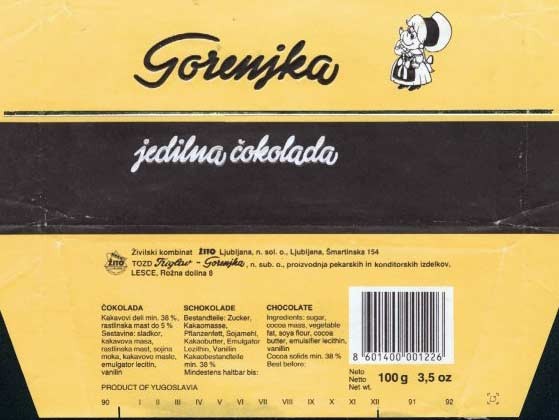 Gorenjka
jedilna čokolada
Živilski kombinat ŽITO Ljubljana, n. sol. o., Ljubljana, Šmartinska 154
ŽITO
TOZD Triglav - Gorenjka, n. sub. o., proizvodnja pekarskih in konditorskih izdelkov,
LESCE, Rožna dolina 8
ČOKOLADA
Kakavovi deli min. 38 %,
rastlinska mast do 5 %
Sestavine: sladkor,
kakavova masa,
rastlinska mast, sojina
moka, kakavovo maslo,
emulgator lecitin,
vanilin
SCHOKOLADE
Bestandteile: Zucker,
Kakaomasse,
Pflanzenfett, Sojamehl,
Kakaobutter, Emulgator
Lezithin, Vanillin
Kakaobestandteile
min. 38 %
Mindestens haltbar bis:
CHOCOLATE
Ingredients: sugar,
cocoa mass, vegetable
fat, soya flour, cocoa
butter, emulsifier lecithin,
vanillin
Cocoa solids min. 38 %
Best before:
8 601400 001226
Neto
Netto
Net wt.
100 g 3,5 oz
PRODUCT OF YUGOSLAVIA
90 I II III IV V VI VII VIII IX X XI XII 91 92